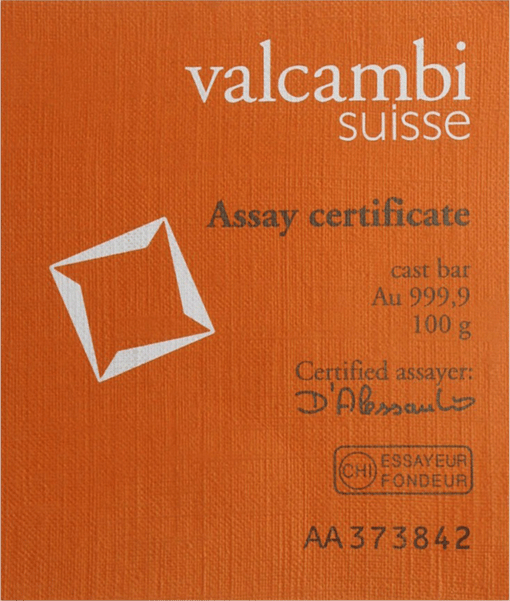 valcambi
suisse
Assay certificate
cast bar
Au 999,9
100 g
Certified assayer:
D'Alessandro
CHI ESSAYEUR
FONDEUR
AA373842